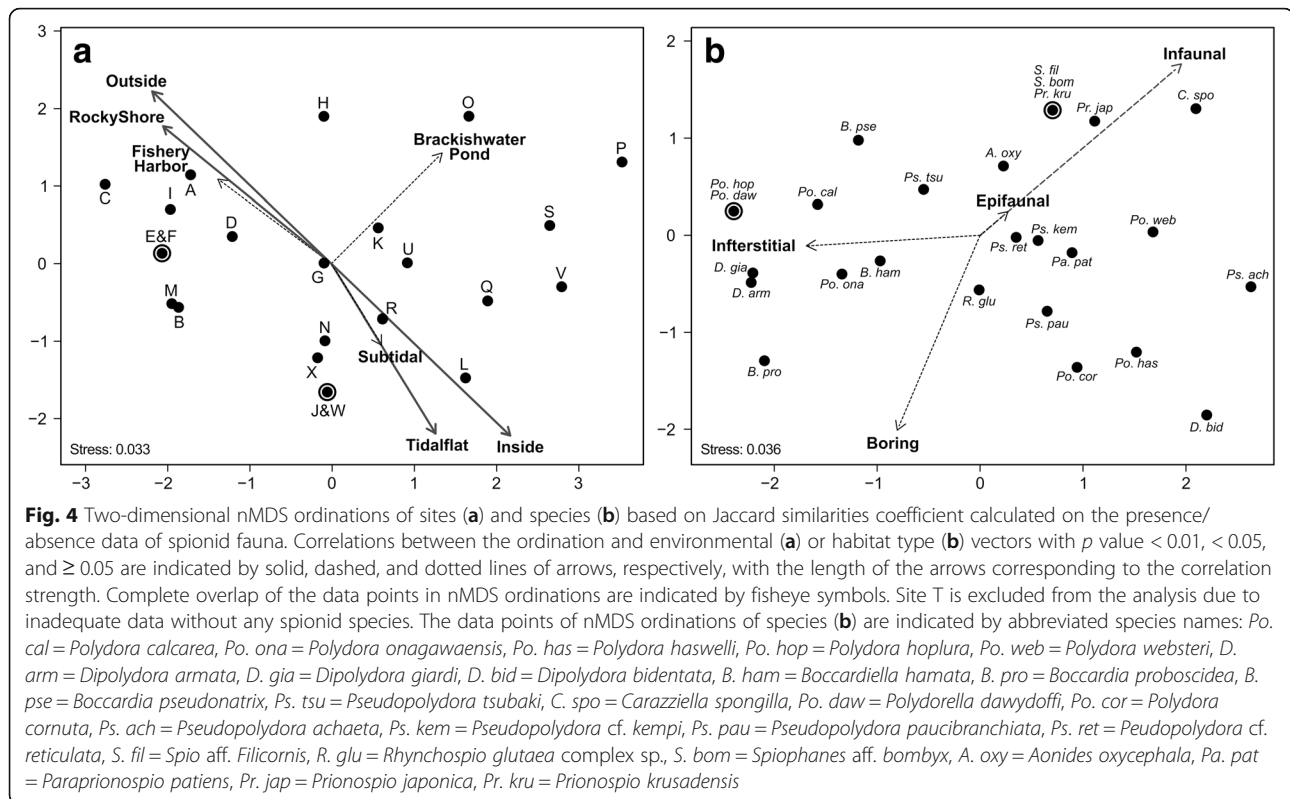 a
3
2
1
0
−1
−2
−3
−2
−1
0
1
2
3
Outside
RockyShore
Fishery
Harbor
Brackishwater
Pond
Subtidal
Tidalflat
Inside
H
O
P
C
I
A
D
E&F
M
B
G
K
U
S
V
Q
R
N
X
J&W
L
Stress: 0.033
b
2
1
0
−1
−2
−2
−1
0
1
2
Infaunal
Epifaunal
Infterstitial
Boring
S. fil
S. bom
Pr. kru
C. spo
Pr. jap
B. pse
A. oxy
Ps. tsu
Po. hop
Po. daw
Po. cal
Po. web
Ps. ret
Ps. kem
Pa. pat
D. gia
D. arm
Po. ona
B. ham
R. glu
Ps. ach
Ps. pau
B. pro
Po. cor
Po. has
D. bid
Stress: 0.036
Fig. 4 Two-dimensional nMDS ordinations of sites (a) and species (b) based on Jaccard similarities coefficient calculated on the presence/
absence data of spionid fauna. Correlations between the ordination and environmental (a) or habitat type (b) vectors with p value < 0.01, < 0.05,
and ≥ 0.05 are indicated by solid, dashed, and dotted lines of arrows, respectively, with the length of the arrows corresponding to the correlation
strength. Complete overlap of the data points in nMDS ordinations are indicated by fisheye symbols. Site T is excluded from the analysis due to
inadequate data without any spionid species. The data points of nMDS ordinations of species (b) are indicated by abbreviated species names: Po.
cal = Polydora calcarea, Po. ona = Polydora onagawaensis, Po. has = Polydora haswelli, Po. hop = Polydora hoplura, Po. web = Polydora websteri, D.
arm = Dipolydora armata, D. gia = Dipolydora giardi, D. bid = Dipolydora bidentata, B. ham = Boccardiella hamata, B. pro = Boccardia proboscidea, B.
pse = Boccardia pseudonatrix, Ps. tsu = Pseudopolydora tsubaki, C. spo = Carazziella spongilla, Po. daw = Polydorella dawydoffi, Po. cor = Polydora
cornuta, Ps. ach = Pseudopolydora achaeta, Ps. kem = Pseudopolydora cf. kempi, Ps. pau = Pseudopolydora paucibranchiata, Ps. ret = Peudopolydora cf.
reticulata, S. fil = Spio aff. Filicornis, R. glu = Rhynchospio glutaea complex sp., S. bom = Spiophanes aff. bombyx, A. oxy = Aonides oxycephala, Pa. pat
= Paraprionospio patiens, Pr. jap = Prionospio japonica, Pr. kru = Prionospio krusadensis